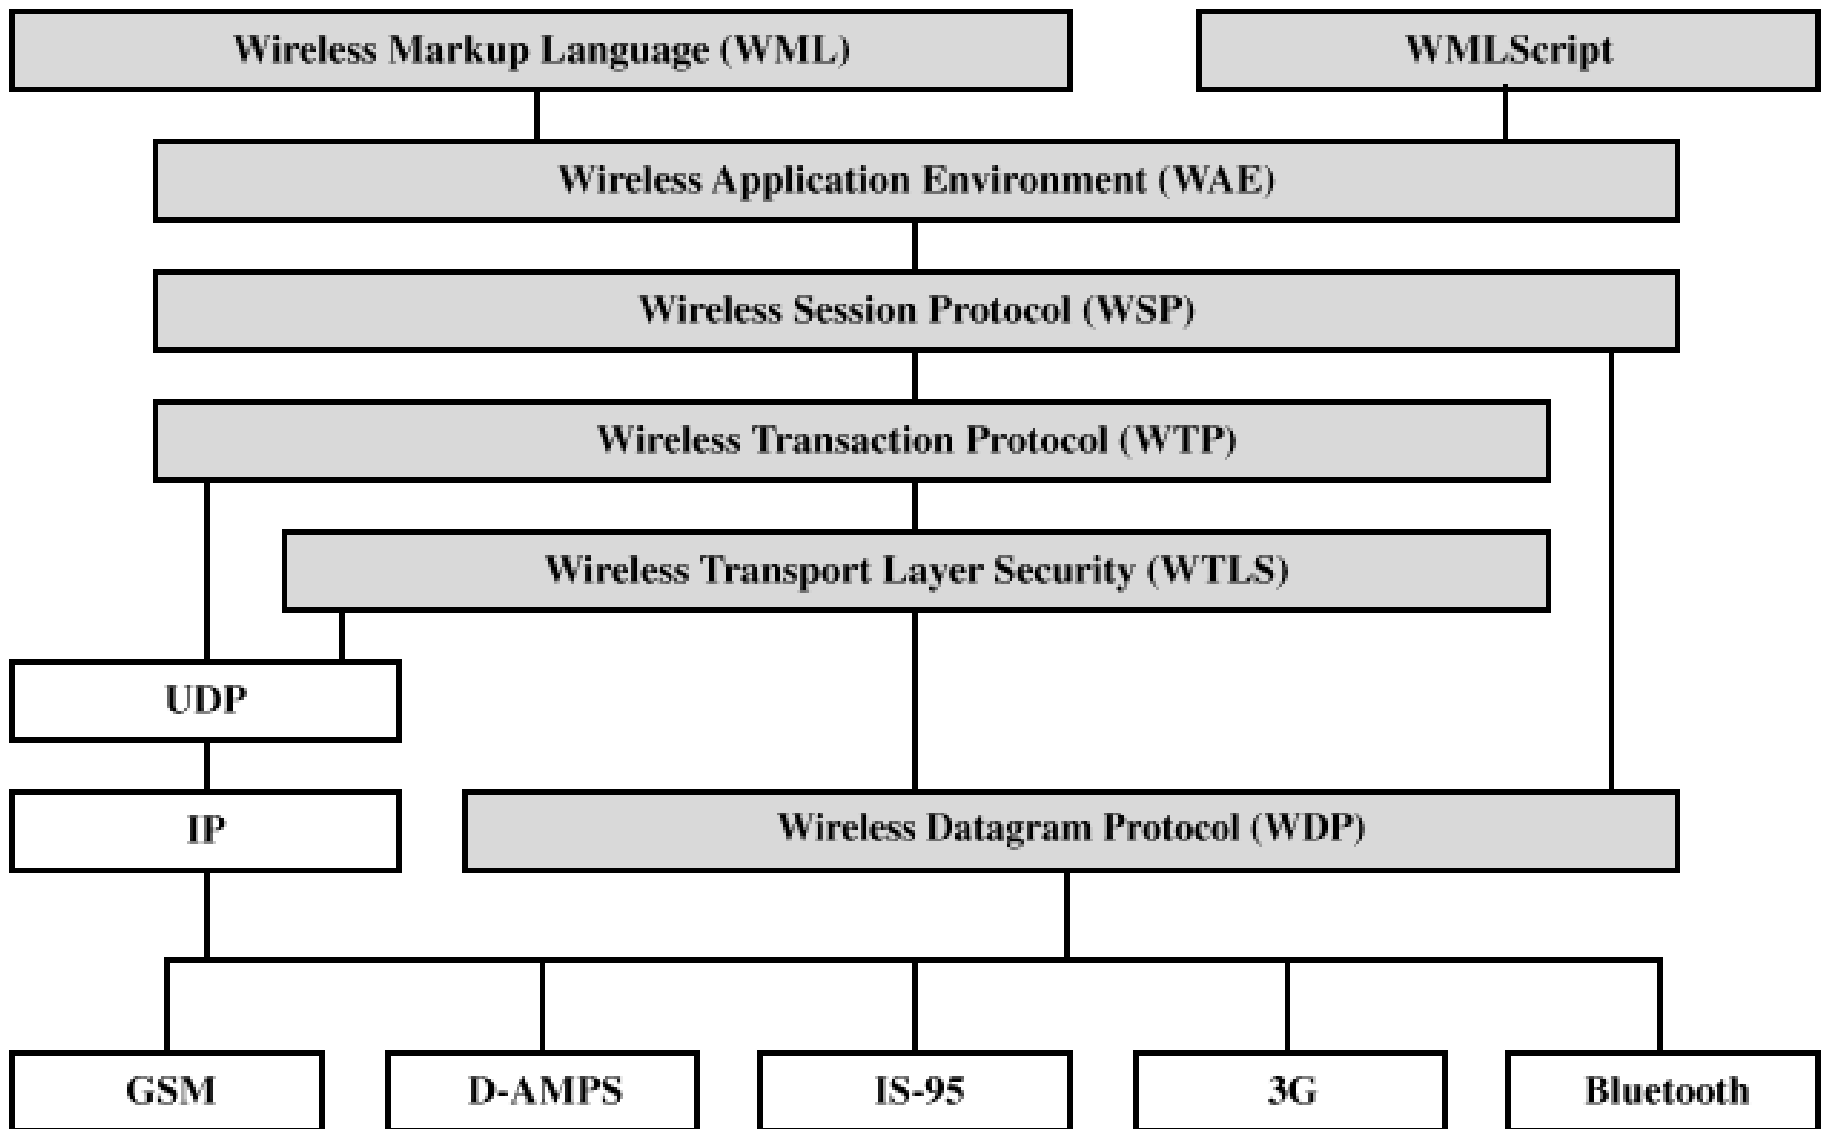 Wireless Markup Language (WML)
WMLScript
Wireless Application Environment (WAE)
Wireless Session Protocol (WSP)
Wireless Transaction Protocol (WTP)
Wireless Transport Layer Security (WTLS)
UDP
IP
Wireless Datagram Protocol (WDP)
GSM
D-AMPS
IS-95
3G
Bluetooth